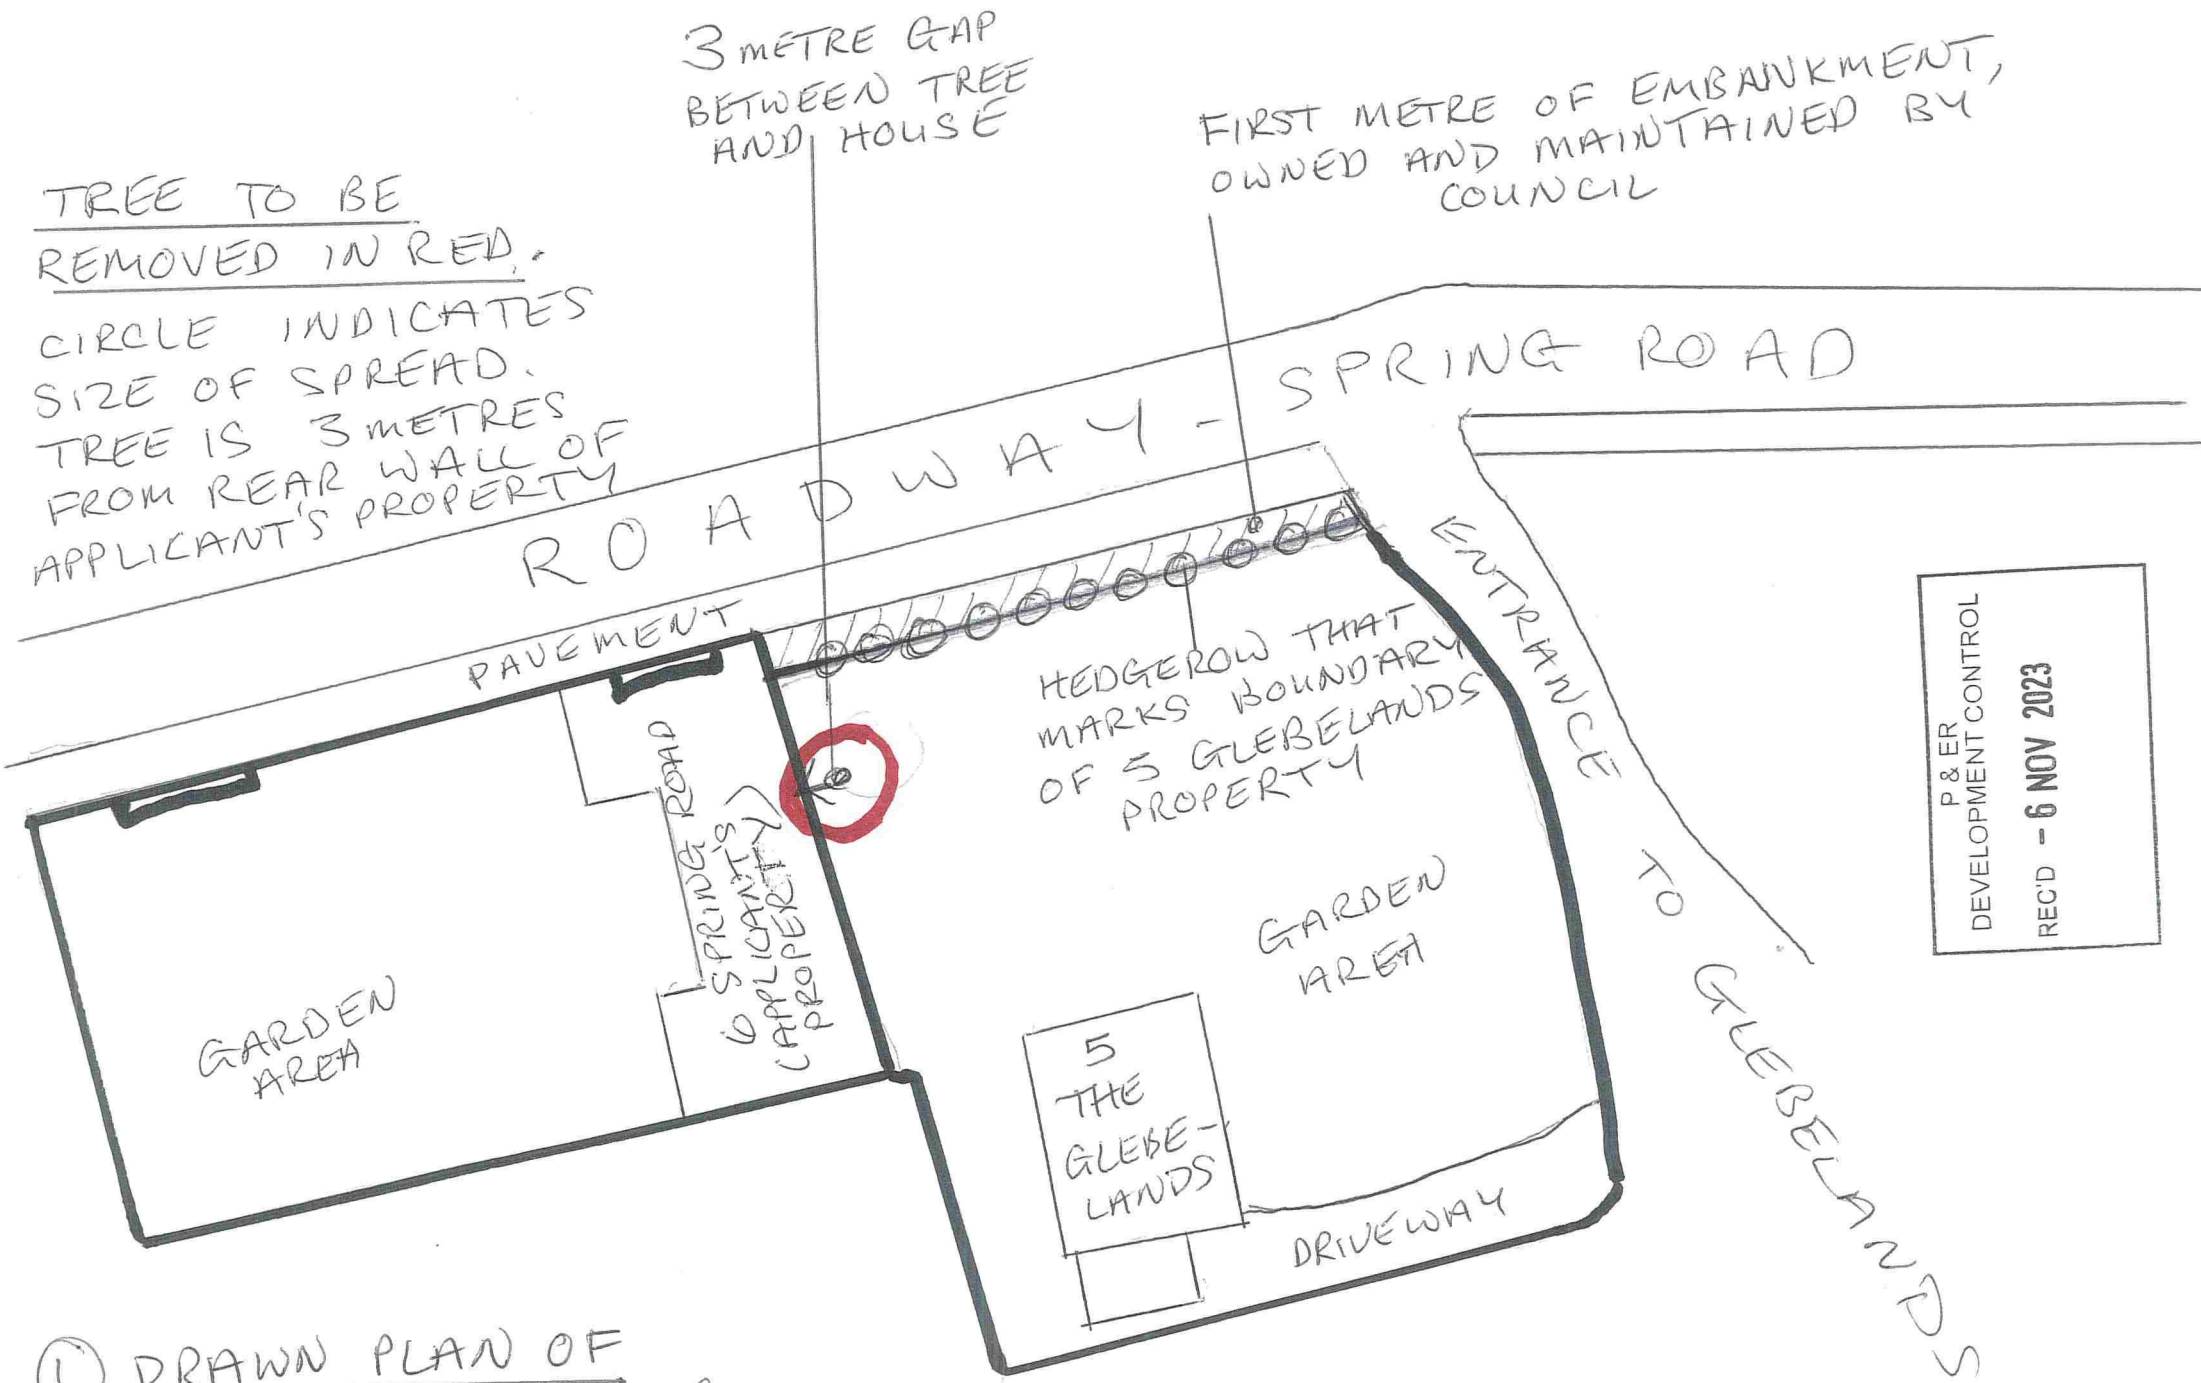 3 METRE GAP
BETWEEN TREE
AND HOUSE
FIRST METRE OF EMBANKMENT,
OWNED AND MAINTAINED BY
COUNCIL
TREE TO BE
REMOVED IN RED.
CIRCLE INDICATES
SIZE OF SPREAD.
TREE IS 3 METRES
FROM REAR WALL OF
APPLICANT'S PROPERTY
ROADWAY - SPRING ROAD
PAVEMENT
HEDGEROW THAT
MARKS BOUNDARY
OF 5 GLEBELANDS
PROPERTY
ENTRANCE TO GLEBELANDS
6 SPRING ROAD
(APPLICANT'S
PROPERTY)
GARDEN
AREA
GARDEN
AREA
5
THE
GLEBE-
LANDS
DRIVEWAY
P & ER
DEVELOPMENT CONTROL
REC'D - 6 NOV 2023
① DRAWN PLAN OF